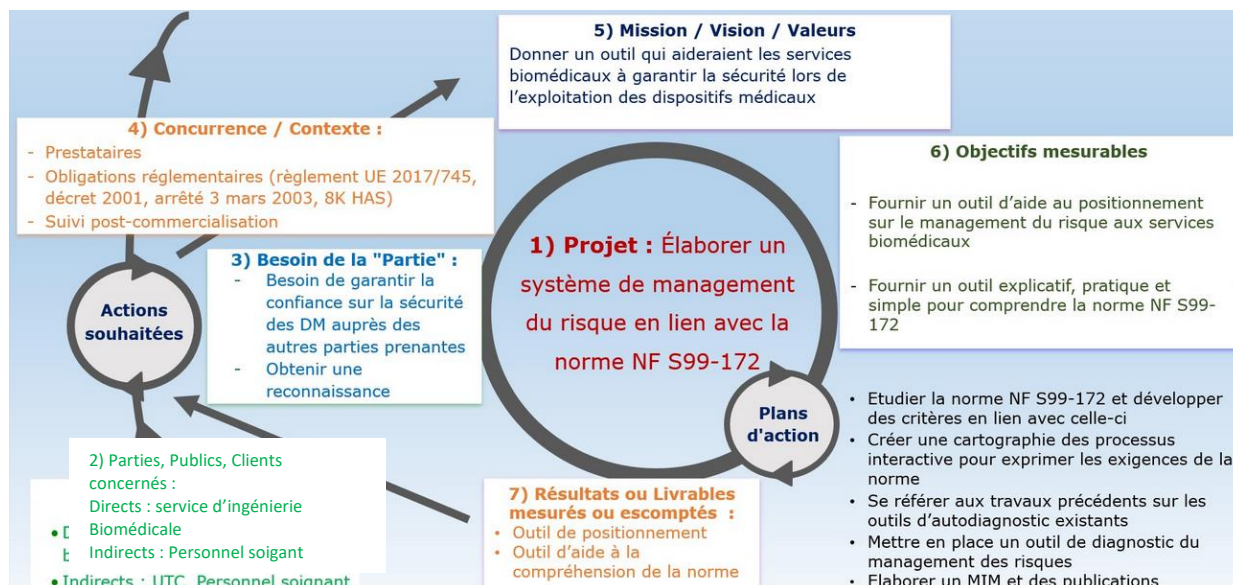 5) Mission / Vision / Valeurs
Donner un outil qui aideraient les services
biomédicaux à garantir la sécurité lors de
l'exploitation des dispositifs médicaux
4) Concurrence / Contexte :
- Prestataires
- Obligations réglementaires (règlement UE 2017/745,
décret 2001, arrêté 3 mars 2003, 8K HAS)
- Suivi post-commercialisation
6) Objectifs mesurables
- Fournir un outil d'aide au positionnement
sur le management du risque aux services
biomédicaux
- Fournir un outil explicatif, pratique et
simple pour comprendre la norme NF S99-
172
1) Projet : Élaborer un
système de management
du risque en lien avec la
norme NF S99-172
3) Besoin de la "Partie" :
- Besoin de garantir la
confiance sur la sécurité
des DM auprès des
autres parties prenantes
- Obtenir une
reconnaissance
Actions
souhaitées
Plans
d'action
• Etudier la norme NF S99-172 et développer
des critères en lien avec celle-ci
• Créer une cartographie des processus
interactive pour exprimer les exigences de la
norme
• Se référer aux travaux précédents sur les
outils d'autodiagnostic existants
• Mettre en place un outil de diagnostic du
management des risques
• Elaborer un MIM et des publications
2) Parties, Publics, Clients
concernés :
Directs : service d'ingénierie
Biomédicale
Indirects : Personnel soigant
• Indirects : UTC, Personnel soignant
7) Résultats ou Livrables
mesurés ou escomptés :
• Outil de positionnement
• Outil d'aide à la
compréhension de la norme